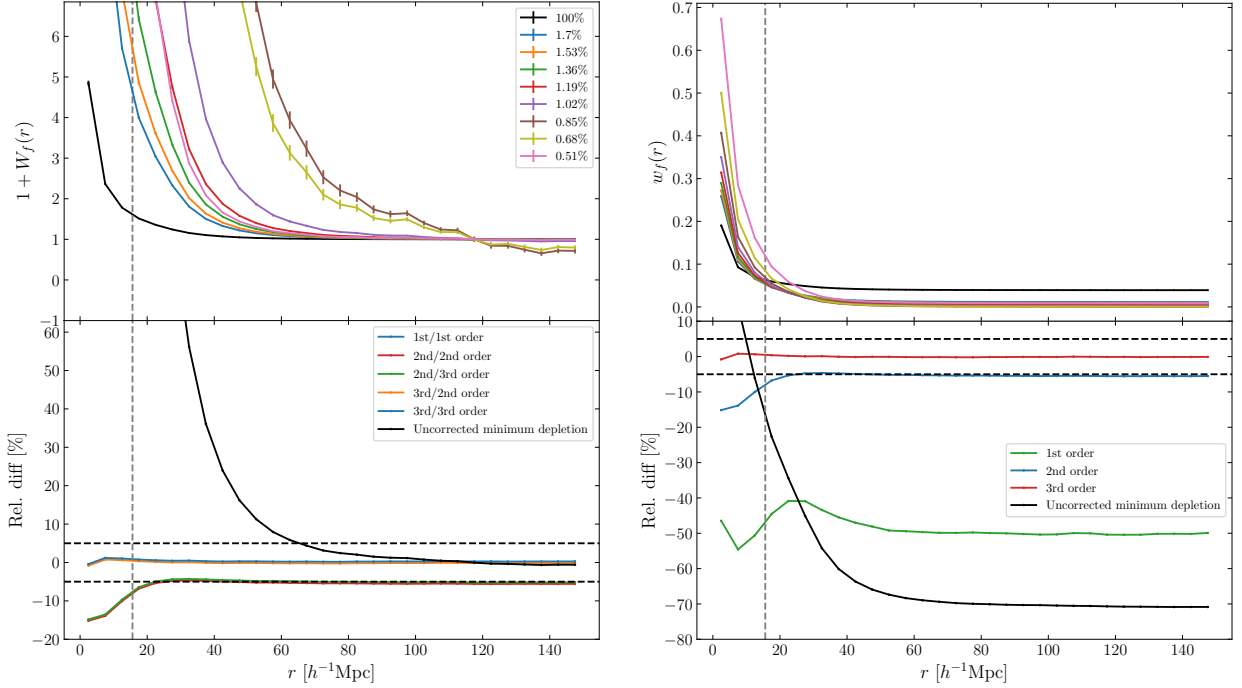 6
5
4
3
2
1
0
−1
1 + W_f(r)
100%
1.7%
1.53%
1.36%
1.19%
1.02%
0.85%
0.68%
0.51%
60
50
40
30
20
10
0
−10
−20
Rel. diff [%]
1st/1st order
2nd/2nd order
2nd/3rd order
3rd/2nd order
3rd/3rd order
Uncorrected minimum depletion
0 20 40 60 80 100 120 140
r [h⁻¹Mpc]
0.7
0.6
0.5
0.4
0.3
0.2
0.1
0.0
w_f(r)
10
0
−10
−20
−30
−40
−50
−60
−70
−80
Rel. diff [%]
1st order
2nd order
3rd order
Uncorrected minimum depletion
0 20 40 60 80 100 120 140
r [h⁻¹Mpc]